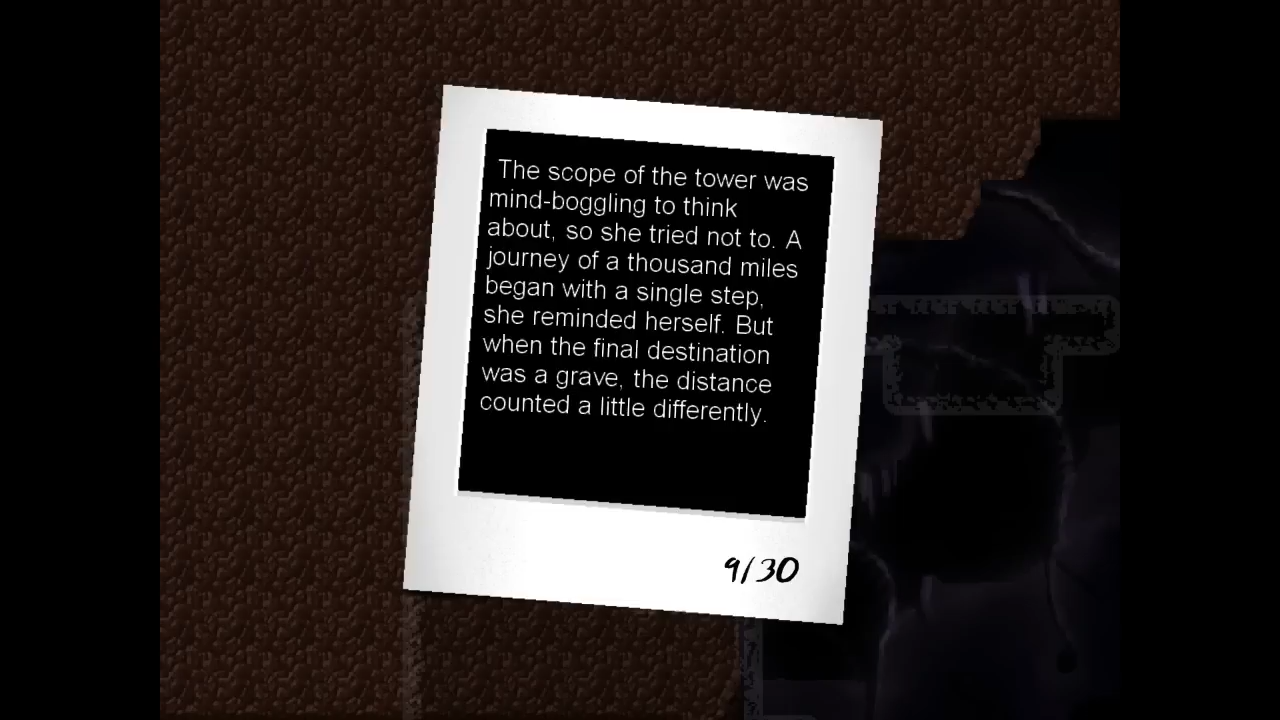 The scope of the tower was
mind-boggling to think
about, so she tried not to. A
journey of a thousand miles
began with a single step,
she reminded herself. But
when the final destination
was a grave, the distance
counted a little differently.
9/30